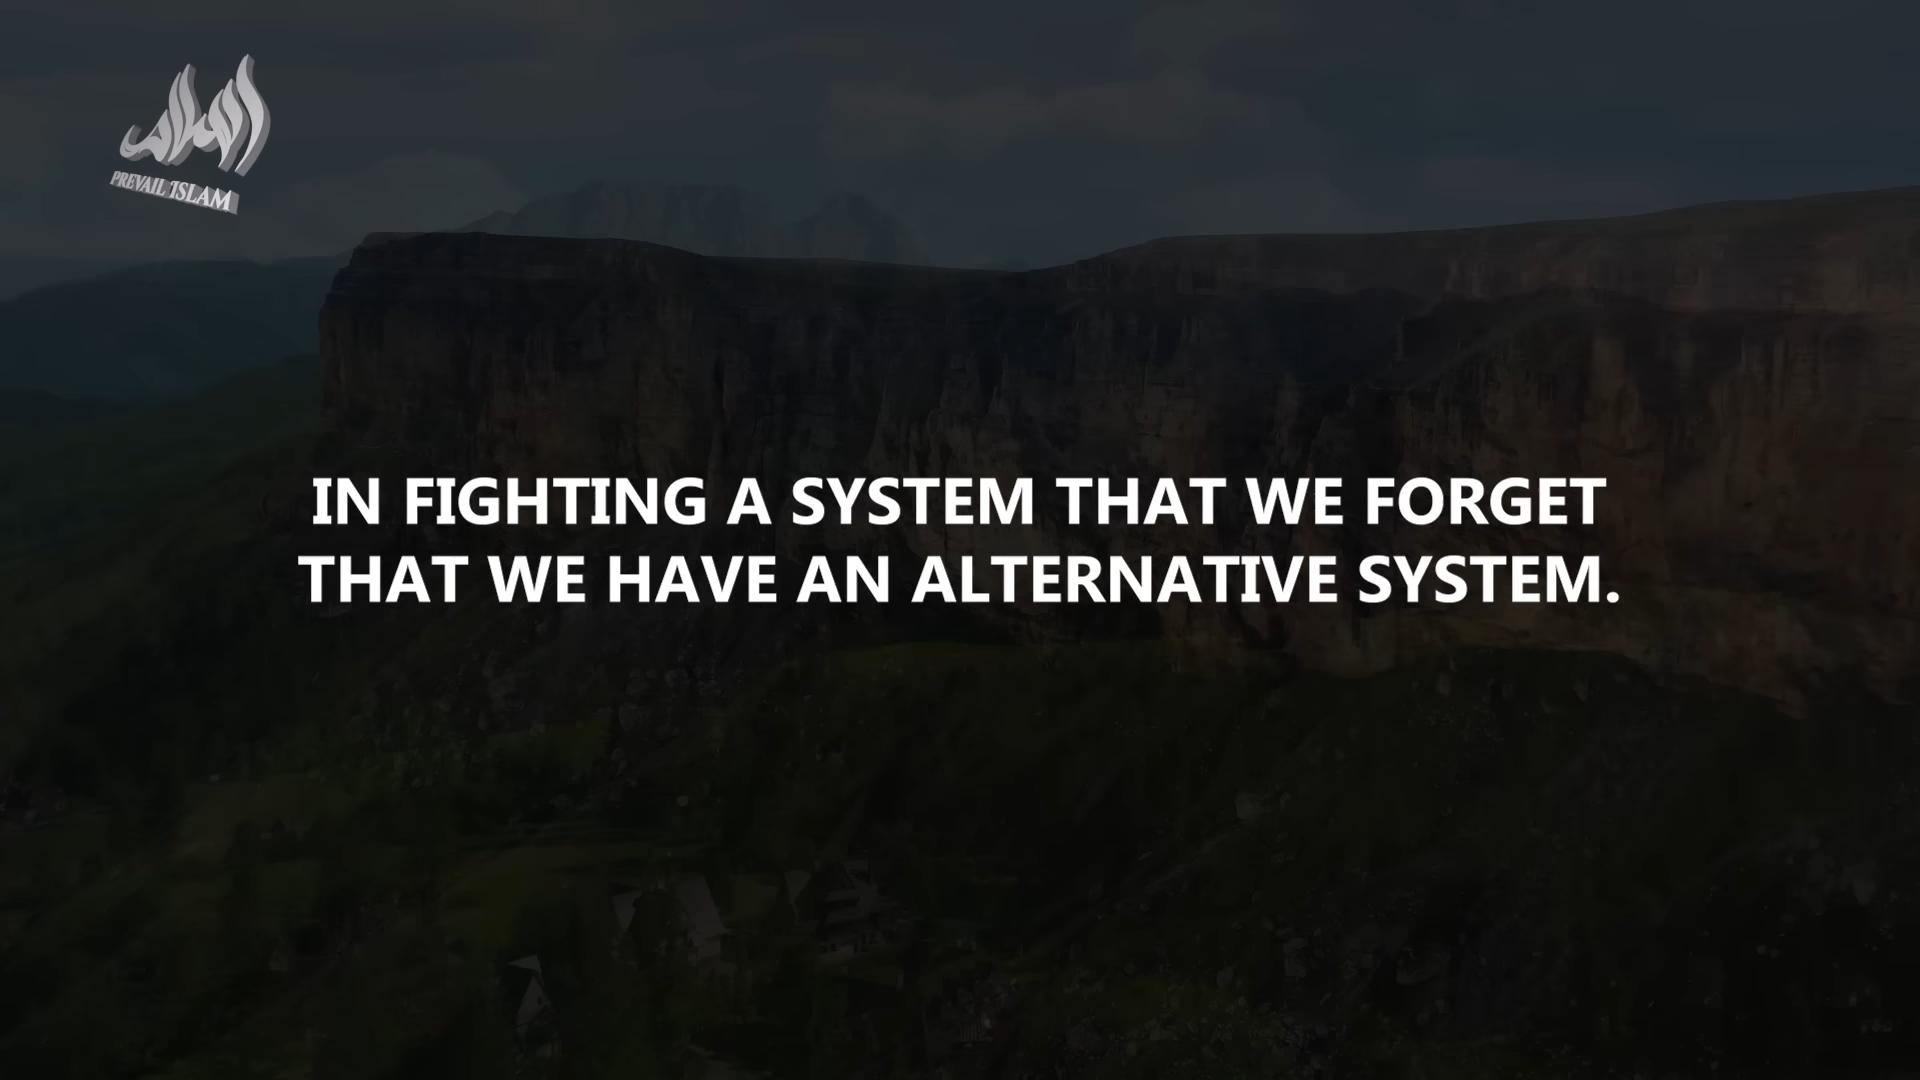 PREVAIL ISLAM
IN FIGHTING A SYSTEM THAT WE FORGET
THAT WE HAVE AN ALTERNATIVE SYSTEM.